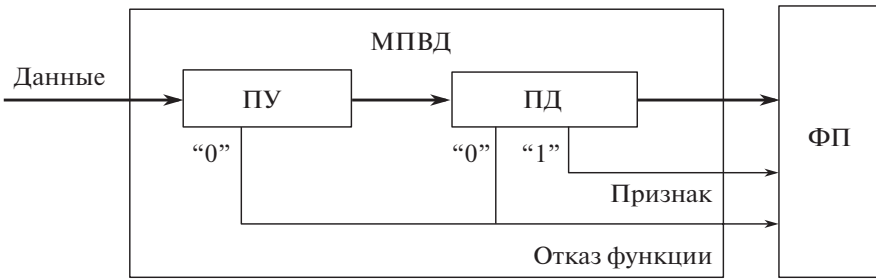 МПВД
Данные
ПУ
ПД
ФП
“0”
“0”
“1”
Признак
Отказ функции